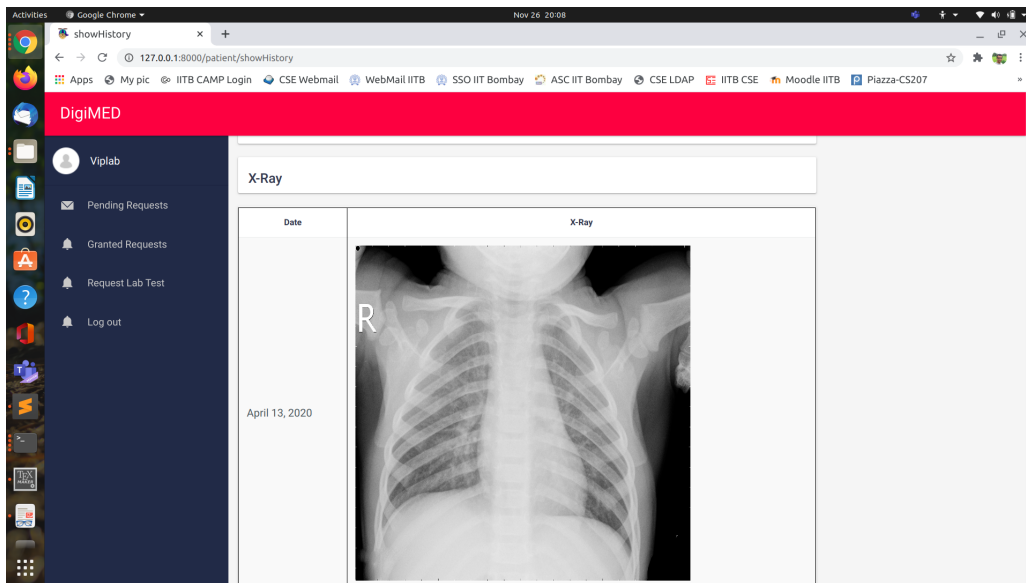 Activities Google Chrome Nov 26 20:08
showHistory
127.0.0.1:8000/patient/showHistory
Apps My pic IITB CAMP Login CSE Webmail WebMail IITB SSO IIT Bombay ASC IIT Bombay CSE LDAP IITB CSE Moodle IITB Piazza-CS207 »
DigiMED
Viplab
Pending Requests
Granted Requests
Request Lab Test
Log out
X-Ray
Date X-Ray
April 13, 2020
R